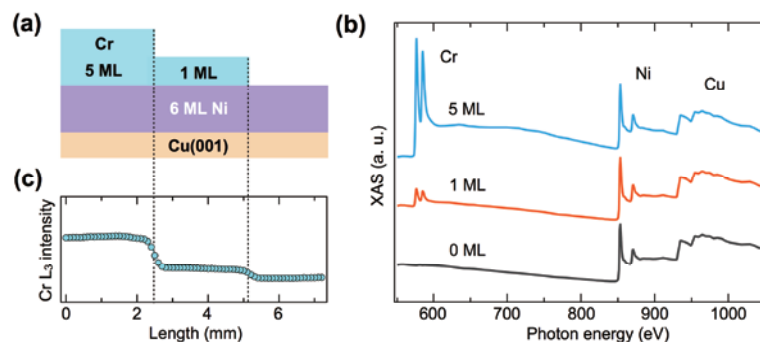 (a)
Cr
5 ML
1 ML
6 ML Ni
Cu(001)
(c)
Cr L₃ intensity
0
2
4
6
Length (mm)
(b)
Cr
Ni
Cu
5 ML
1 ML
0 ML
XAS (a. u.)
600
700
800
900
1000
Photon energy (eV)